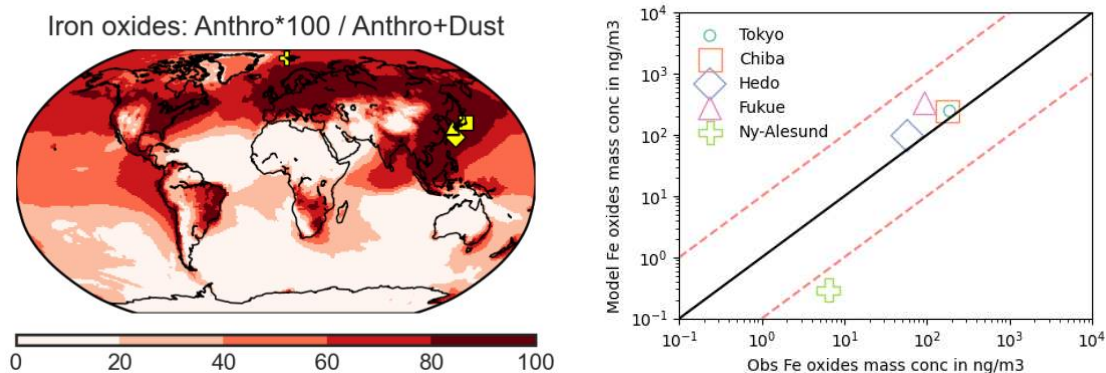 Iron oxides: Anthro*100 / Anthro+Dust
0 20 40 60 80 100
Model Fe oxides mass conc in ng/m3
10⁴
10³
10²
10¹
10⁰
10⁻¹
Tokyo
Chiba
Hedo
Fukue
Ny-Alesund
10⁻¹ 10⁰ 10¹ 10² 10³ 10⁴
Obs Fe oxides mass conc in ng/m3